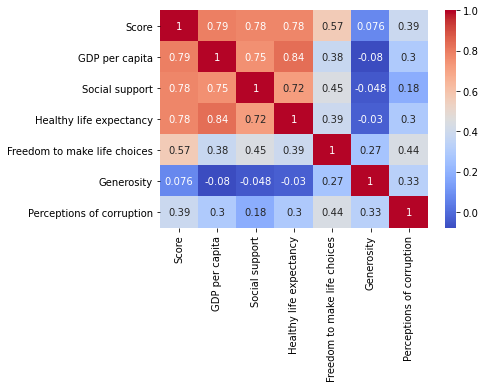 Score 1 0.79 0.78 0.78 0.57 0.076 0.39
GDP per capita 0.79 1 0.75 0.84 0.38 -0.08 0.3
Social support 0.78 0.75 1 0.72 0.45 -0.048 0.18
Healthy life expectancy 0.78 0.84 0.72 1 0.39 -0.03 0.3
Freedom to make life choices 0.57 0.38 0.45 0.39 1 0.27 0.44
Generosity 0.076 -0.08 -0.048 -0.03 0.27 1 0.33
Perceptions of corruption 0.39 0.3 0.18 0.3 0.44 0.33 1
Score
GDP per capita
Social support
Healthy life expectancy
Freedom to make life choices
Generosity
Perceptions of corruption
1.0
0.8
0.6
0.4
0.2
0.0